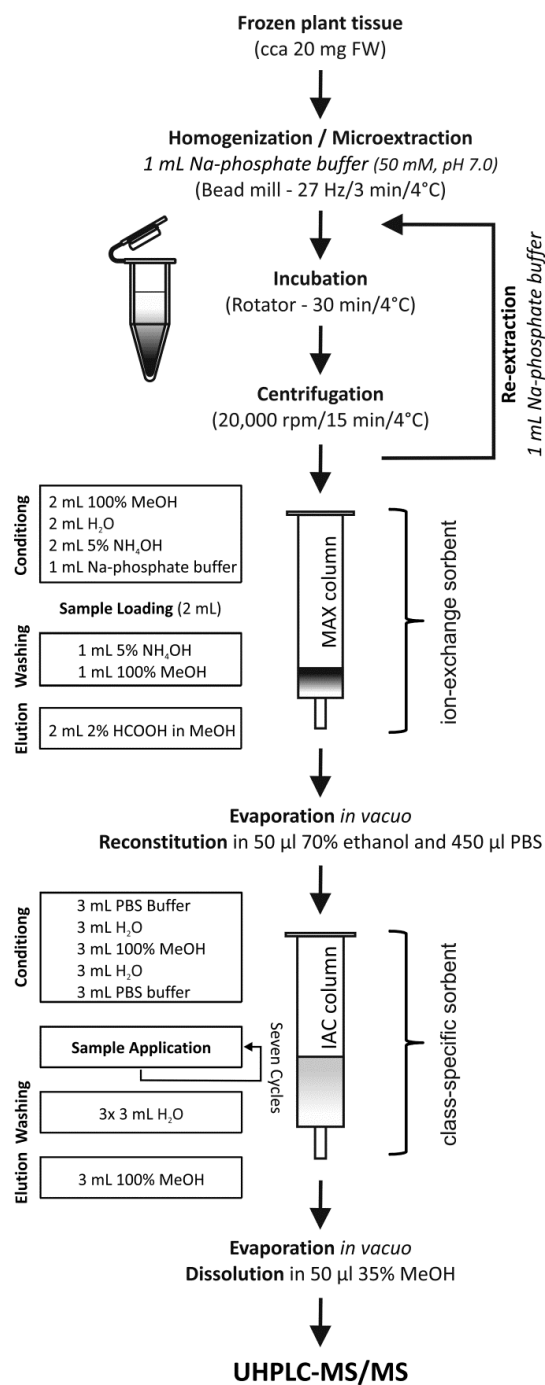 Frozen plant tissue
(cca 20 mg FW)
Homogenization / Microextraction
1 mL Na-phosphate buffer (50 mM, pH 7.0)
(Bead mill - 27 Hz/3 min/4°C)
Incubation
(Rotator - 30 min/4°C)
Centrifugation
(20,000 rpm/15 min/4°C)
Re-extraction
1 mL Na-phosphate buffer
Conditiong
2 mL 100% MeOH
2 mL H₂O
2 mL 5% NH₄OH
1 mL Na-phosphate buffer
Sample Loading (2 mL)
Washing
1 mL 5% NH₄OH
1 mL 100% MeOH
Elution
2 mL 2% HCOOH in MeOH
MAX column
ion-exchange sorbent
Evaporation in vacuo
Reconstitution in 50 µl 70% ethanol and 450 µl PBS
Conditiong
3 mL PBS Buffer
3 mL H₂O
3 mL 100% MeOH
3 mL H₂O
3 mL PBS buffer
Sample Application
Seven Cycles
Washing
3x 3 mL H₂O
Elution
3 mL 100% MeOH
IAC column
class-specific sorbent
Evaporation in vacuo
Dissolution in 50 µl 35% MeOH
UHPLC-MS/MS